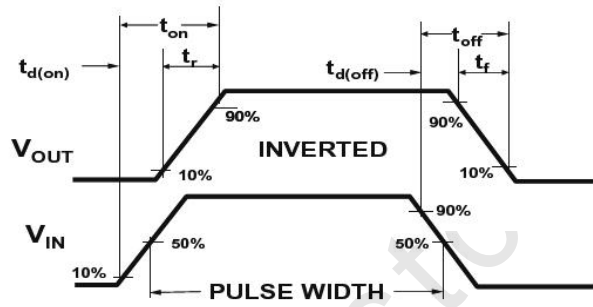 t_on t_off
t_d(on) t_r t_d(off) t_f
90% 90%
V_OUT INVERTED
10% 10%
V_IN 90%
50% 50%
10%
PULSE WIDTH